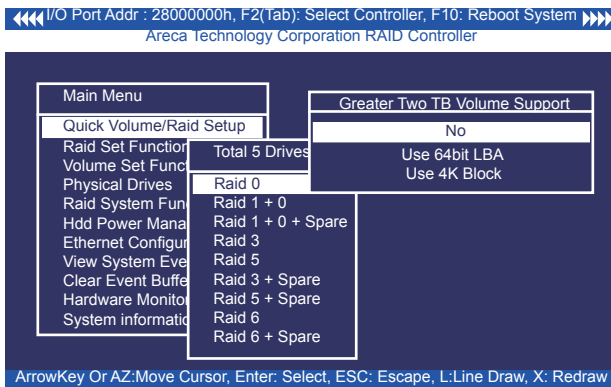 I/O Port Addr : 28000000h, F2(Tab): Select Controller, F10: Reboot System
Areca Technology Corporation RAID Controller
Main Menu
Quick Volume/Raid Setup
Raid Set Function
Volume Set Funct
Physical Drives
Raid System Fun
Hdd Power Mana
Ethernet Configur
View System Eve
Clear Event Buffe
Hardware Monito
System informatio
Total 5 Drives
Raid 0
Raid 1 + 0
Raid 1 + 0 + Spare
Raid 3
Raid 5
Raid 3 + Spare
Raid 5 + Spare
Raid 6
Raid 6 + Spare
Greater Two TB Volume Support
No
Use 64bit LBA
Use 4K Block
ArrowKey Or AZ:Move Cursor, Enter: Select, ESC: Escape, L:Line Draw, X: Redraw